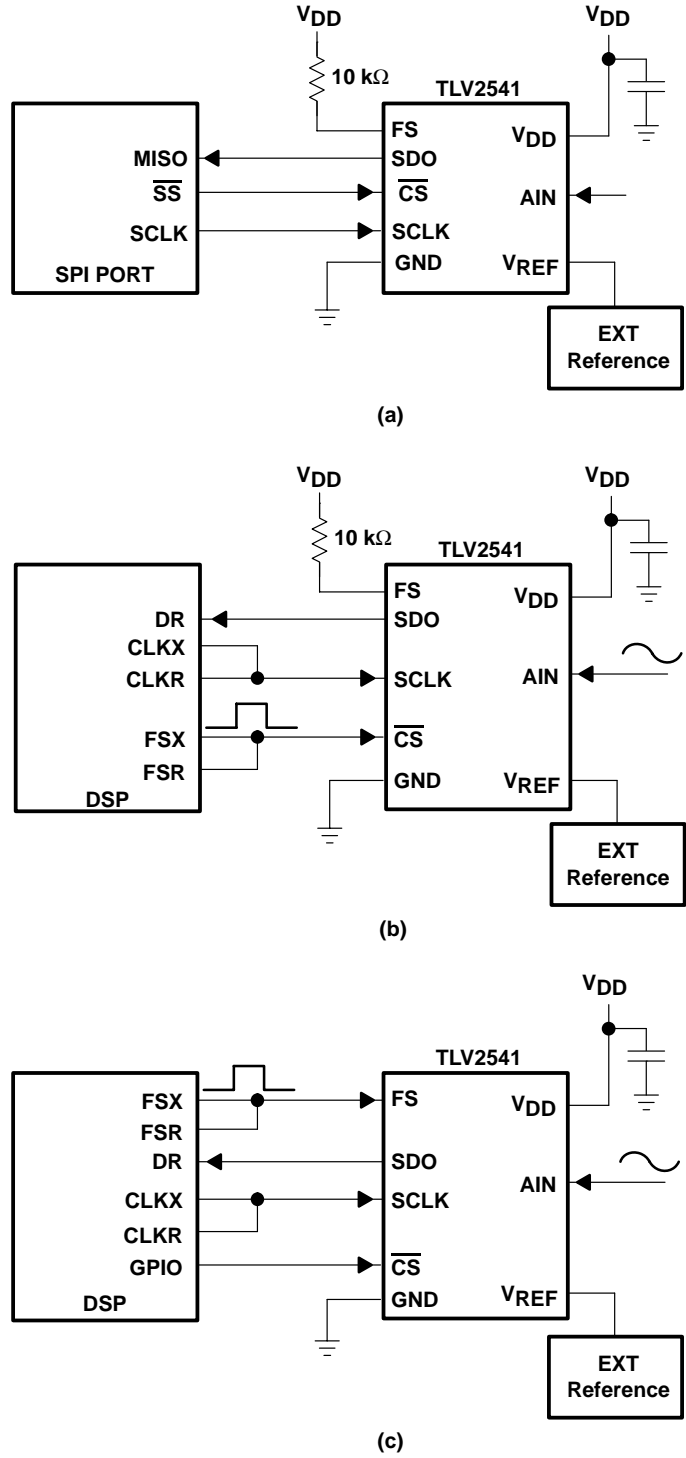 VDD
VDD
10 kΩ
TLV2541
FS
VDD
MISO
SDO
SS
CS
AIN
SCLK
SCLK
GND
VREF
SPI PORT
EXT
Reference
(a)
VDD
VDD
10 kΩ
TLV2541
FS
VDD
DR
SDO
CLKX
CLKR
SCLK
AIN
FSX
CS
FSR
GND
VREF
DSP
EXT
Reference
(b)
VDD
TLV2541
FSX
FS
VDD
FSR
DR
SDO
AIN
CLKX
SCLK
CLKR
GPIO
CS
GND
VREF
DSP
EXT
Reference
(c)